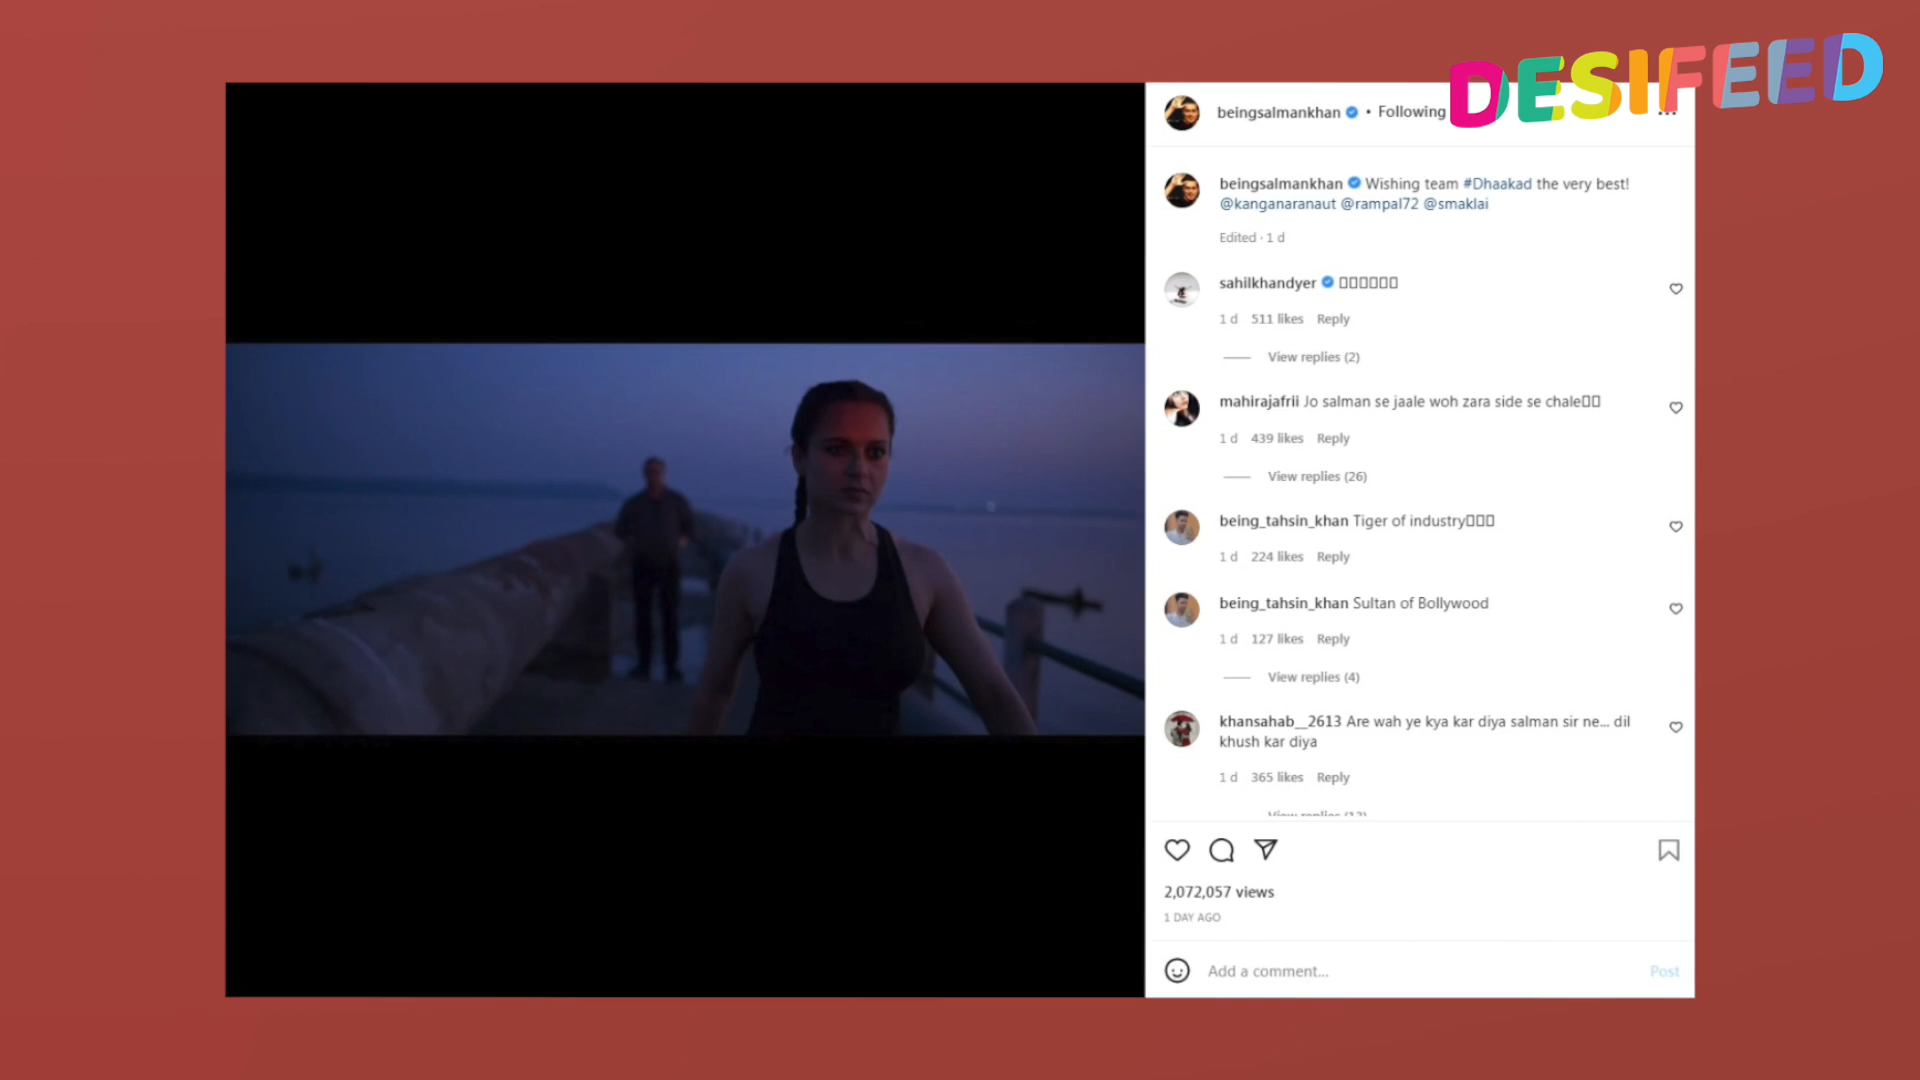 DESIFEED
beingsalmankhan • Following
beingsalmankhan Wishing team #Dhaakad the very best!
@kanganaranaut @rampal72 @smaklai
Edited · 1 d
sahilkhandyer
1 d 511 likes Reply
View replies (2)
mahirajafrii Jo salman se jaale woh zara side se chale
1 d 439 likes Reply
View replies (26)
being_tahsin_khan Tiger of industry
1 d 224 likes Reply
being_tahsin_khan Sultan of Bollywood
1 d 127 likes Reply
View replies (4)
khansahab__2613 Are wah ye kya kar diya salman sir ne... dil
khush kar diya
1 d 365 likes Reply
View replies (12)
2,072,057 views
1 DAY AGO
Add a comment...
Post